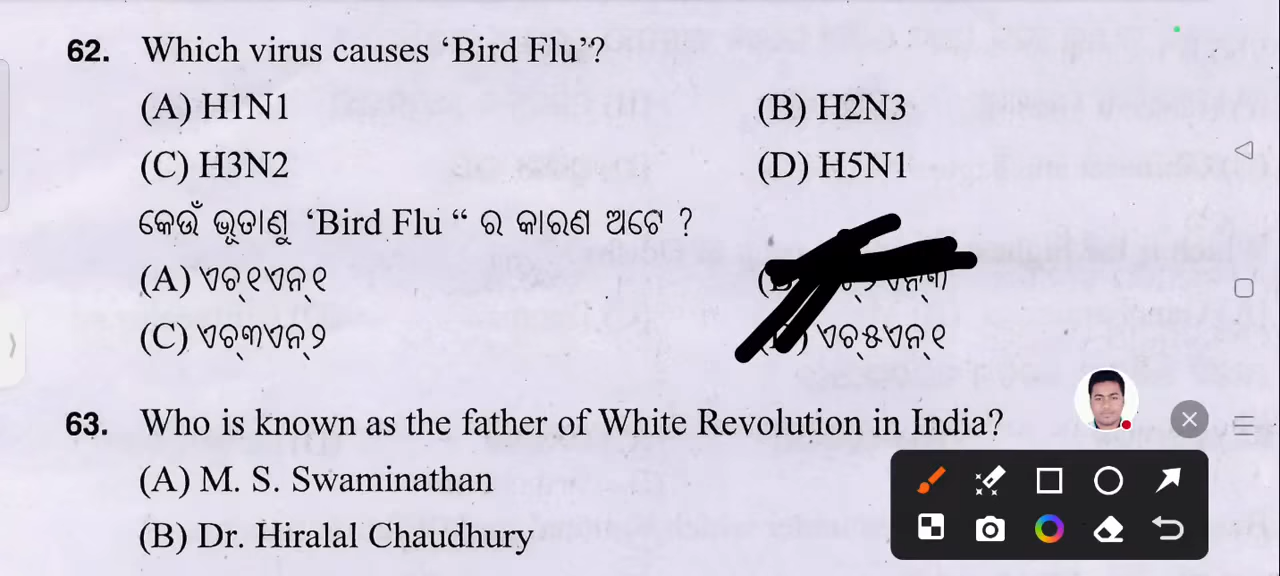 62. Which virus causes ‘Bird Flu’?
(A) H1N1 (B) H2N3
(C) H3N2 (D) H5N1
କେଉଁ ଭୂତାଣୁ ‘Bird Flu “ ର କାରଣ ଅଟେ ?
(A) ଏଚ୍୧ଏନ୍୧
(C) ଏଚ୍୩ଏନ୍୨ ଏଚ୍୫ଏନ୍୧
63. Who is known as the father of White Revolution in India?
(A) M. S. Swaminathan
(B) Dr. Hiralal Chaudhury